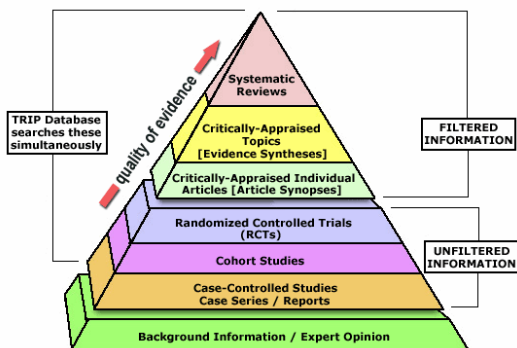 Systematic
Reviews
quality of evidence
TRIP Database
searches these
simultaneously
Critically-Appraised
Topics
[Evidence Syntheses]
FILTERED
INFORMATION
Critically-Appraised Individual
Articles [Article Synopses]
Randomized Controlled Trials
(RCTs)
Cohort Studies
UNFILTERED
INFORMATION
Case-Controlled Studies
Case Series / Reports
Background Information / Expert Opinion